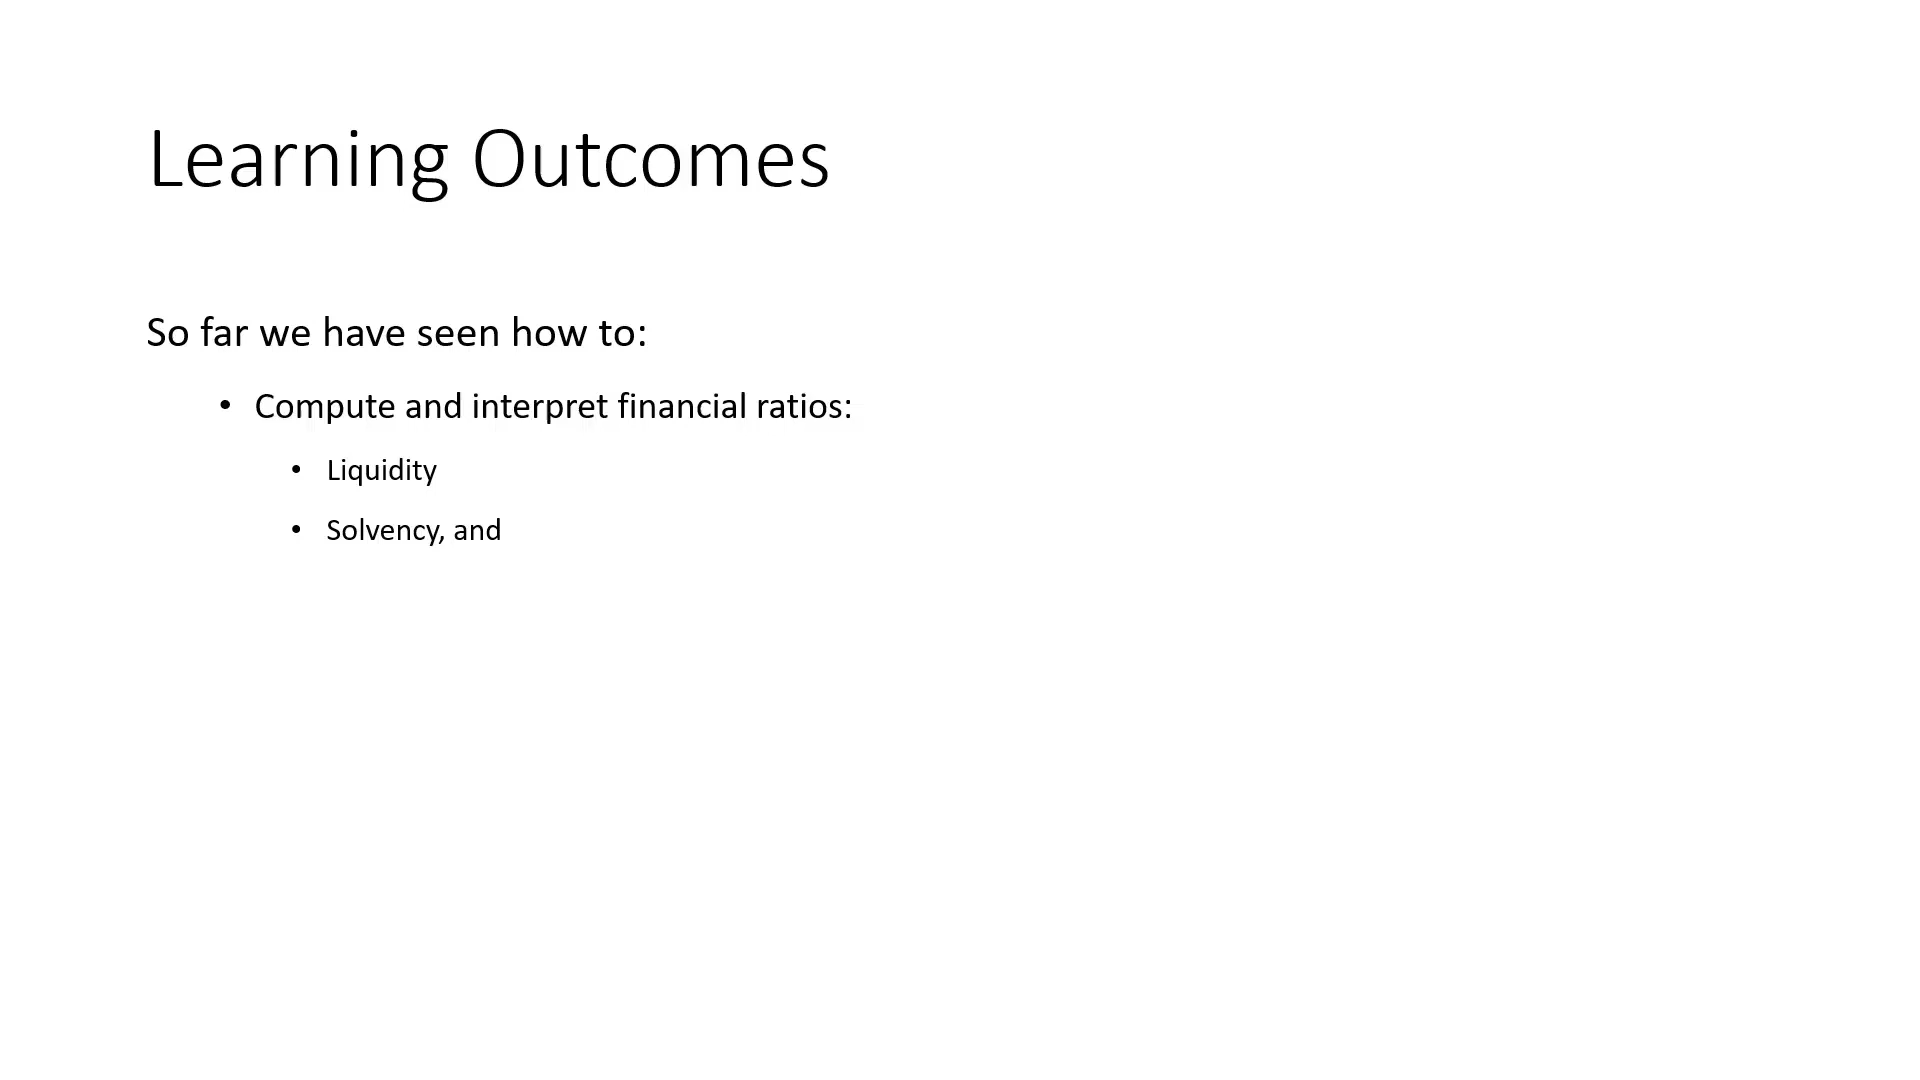 Learning Outcomes
So far we have seen how to:
• Compute and interpret financial ratios:
• Liquidity
• Solvency, and